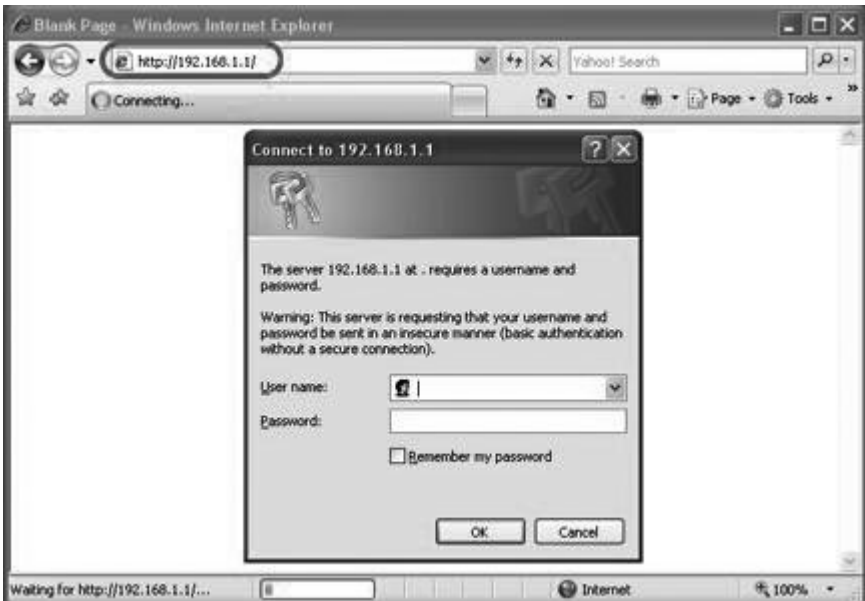 Blank Page - Windows Internet Explorer
http://192.168.1.1/
Yahoo! Search
Connecting...
Page
Tools
»
Connect to 192.168.1.1
The server 192.168.1.1 at . requires a username and
password.
Warning: This server is requesting that your username and
password be sent in an insecure manner (basic authentication
without a secure connection).
User name:
Password:
Remember my password
OK
Cancel
Waiting for http://192.168.1.1/...
Internet
100%